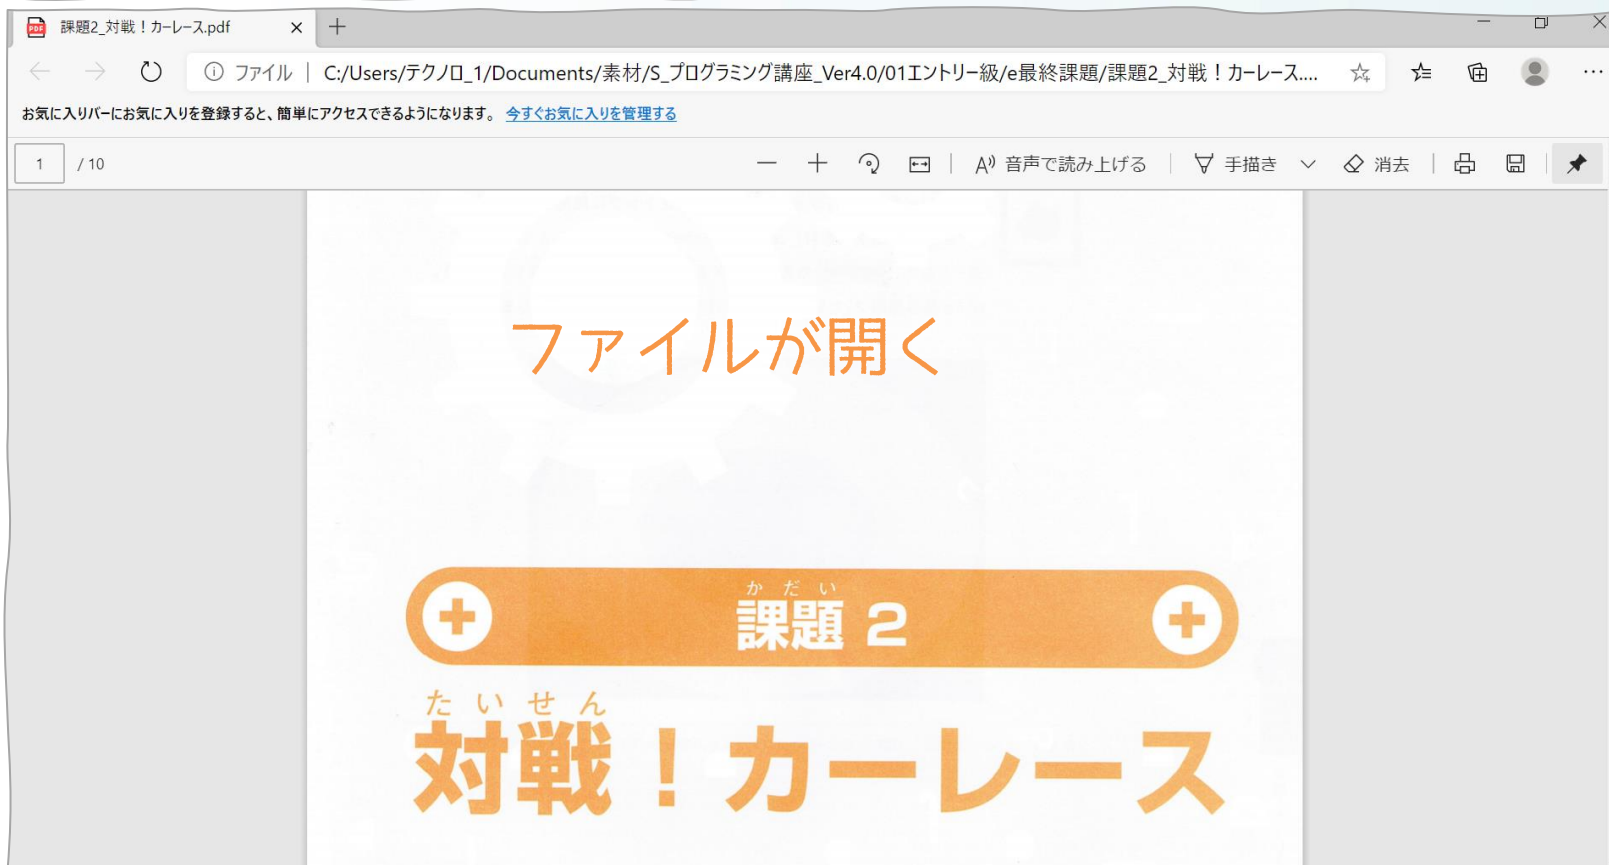 課題2_対戦！カーレース.pdf
ファイル | C:/Users/テクノロ_1/Documents/素材/S_プログラミング講座_Ver4.0/01エントリー級/e最終課題/課題2_対戦！カーレース....
お気に入りバーにお気に入りを登録すると、簡単にアクセスできるようになります。 今すぐお気に入りを管理する
1 / 10 音声で読み上げる 手描き 消去
ファイルが開く
かだい
課題 2
たいせん
対戦！カーレース